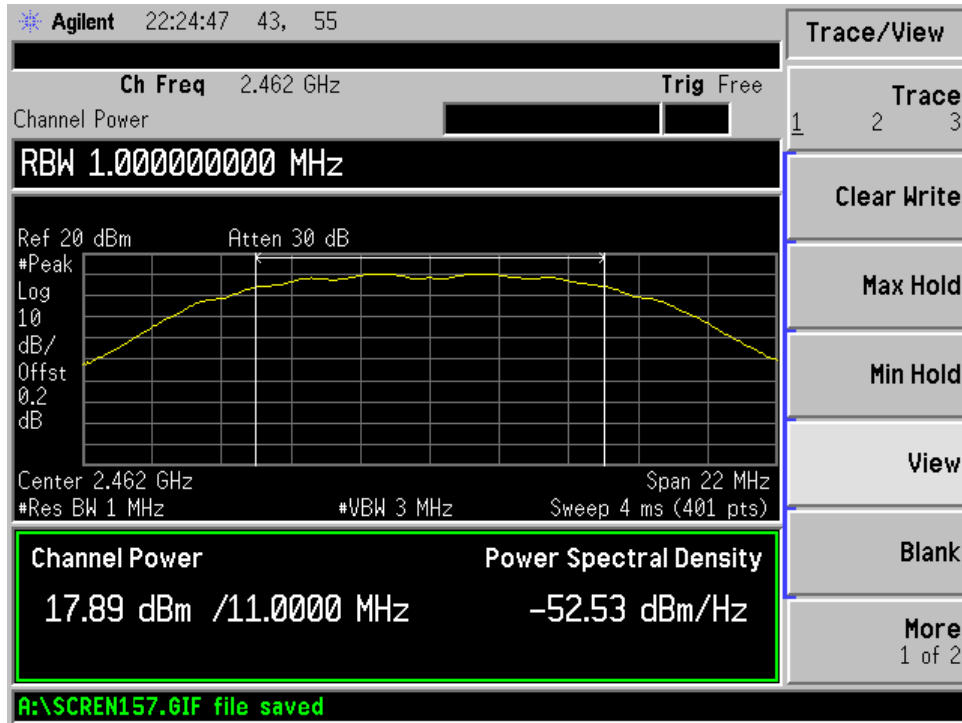 Agilent 22:24:47 43, 55
Trace/View
Ch Freq 2.462 GHz Trig Free
Channel Power
Trace
1 2 3
RBW 1.000000000 MHz
Clear Write
Ref 20 dBm Atten 30 dB
#Peak
Log
10
dB/
Offst
0.2
dB
Max Hold
Min Hold
View
Center 2.462 GHz Span 22 MHz
#Res BW 1 MHz #VBW 3 MHz Sweep 4 ms (401 pts)
Channel Power Power Spectral Density
17.89 dBm /11.0000 MHz -52.53 dBm/Hz
Blank
More
1 of 2
A:\SCREN157.GIF file saved